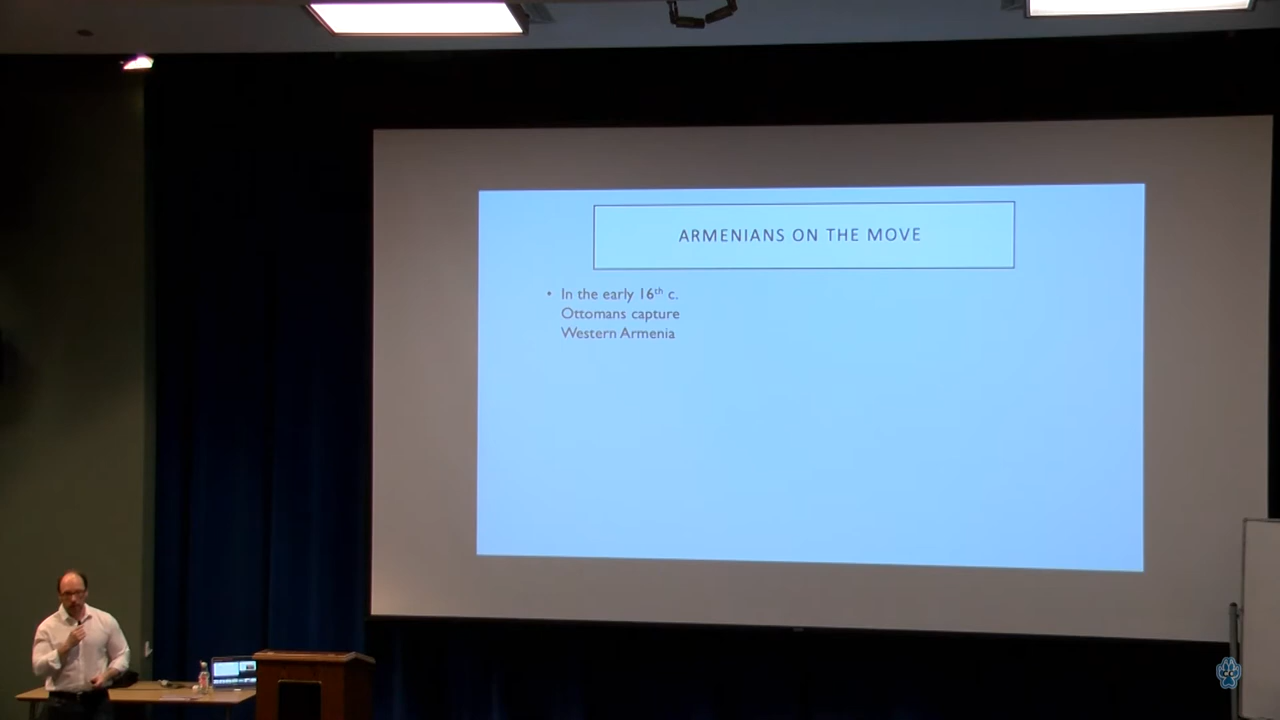 ARMENIANS ON THE MOVE
• In the early 16th c.
Ottomans capture
Western Armenia